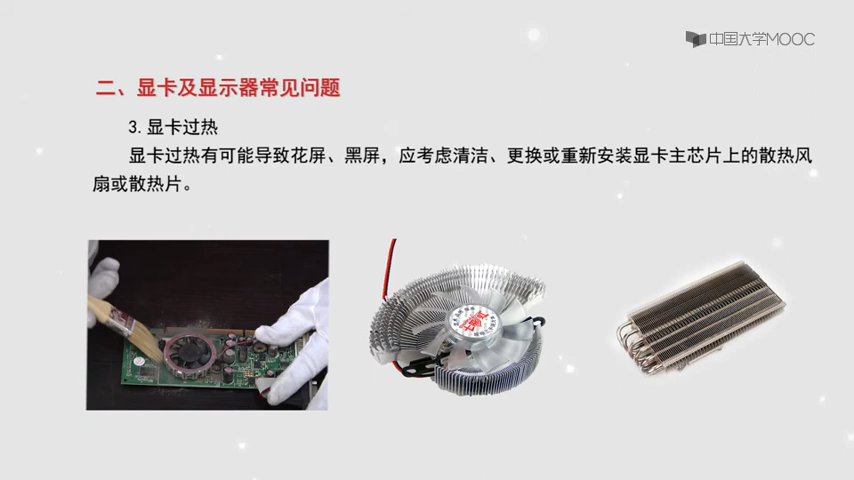 中国大学MOOC
二、显卡及显示器常见问题
3.显卡过热
显卡过热有可能导致花屏、黑屏，应考虑清洁、更换或重新安装显卡主芯片上的散热风
扇或散热片。